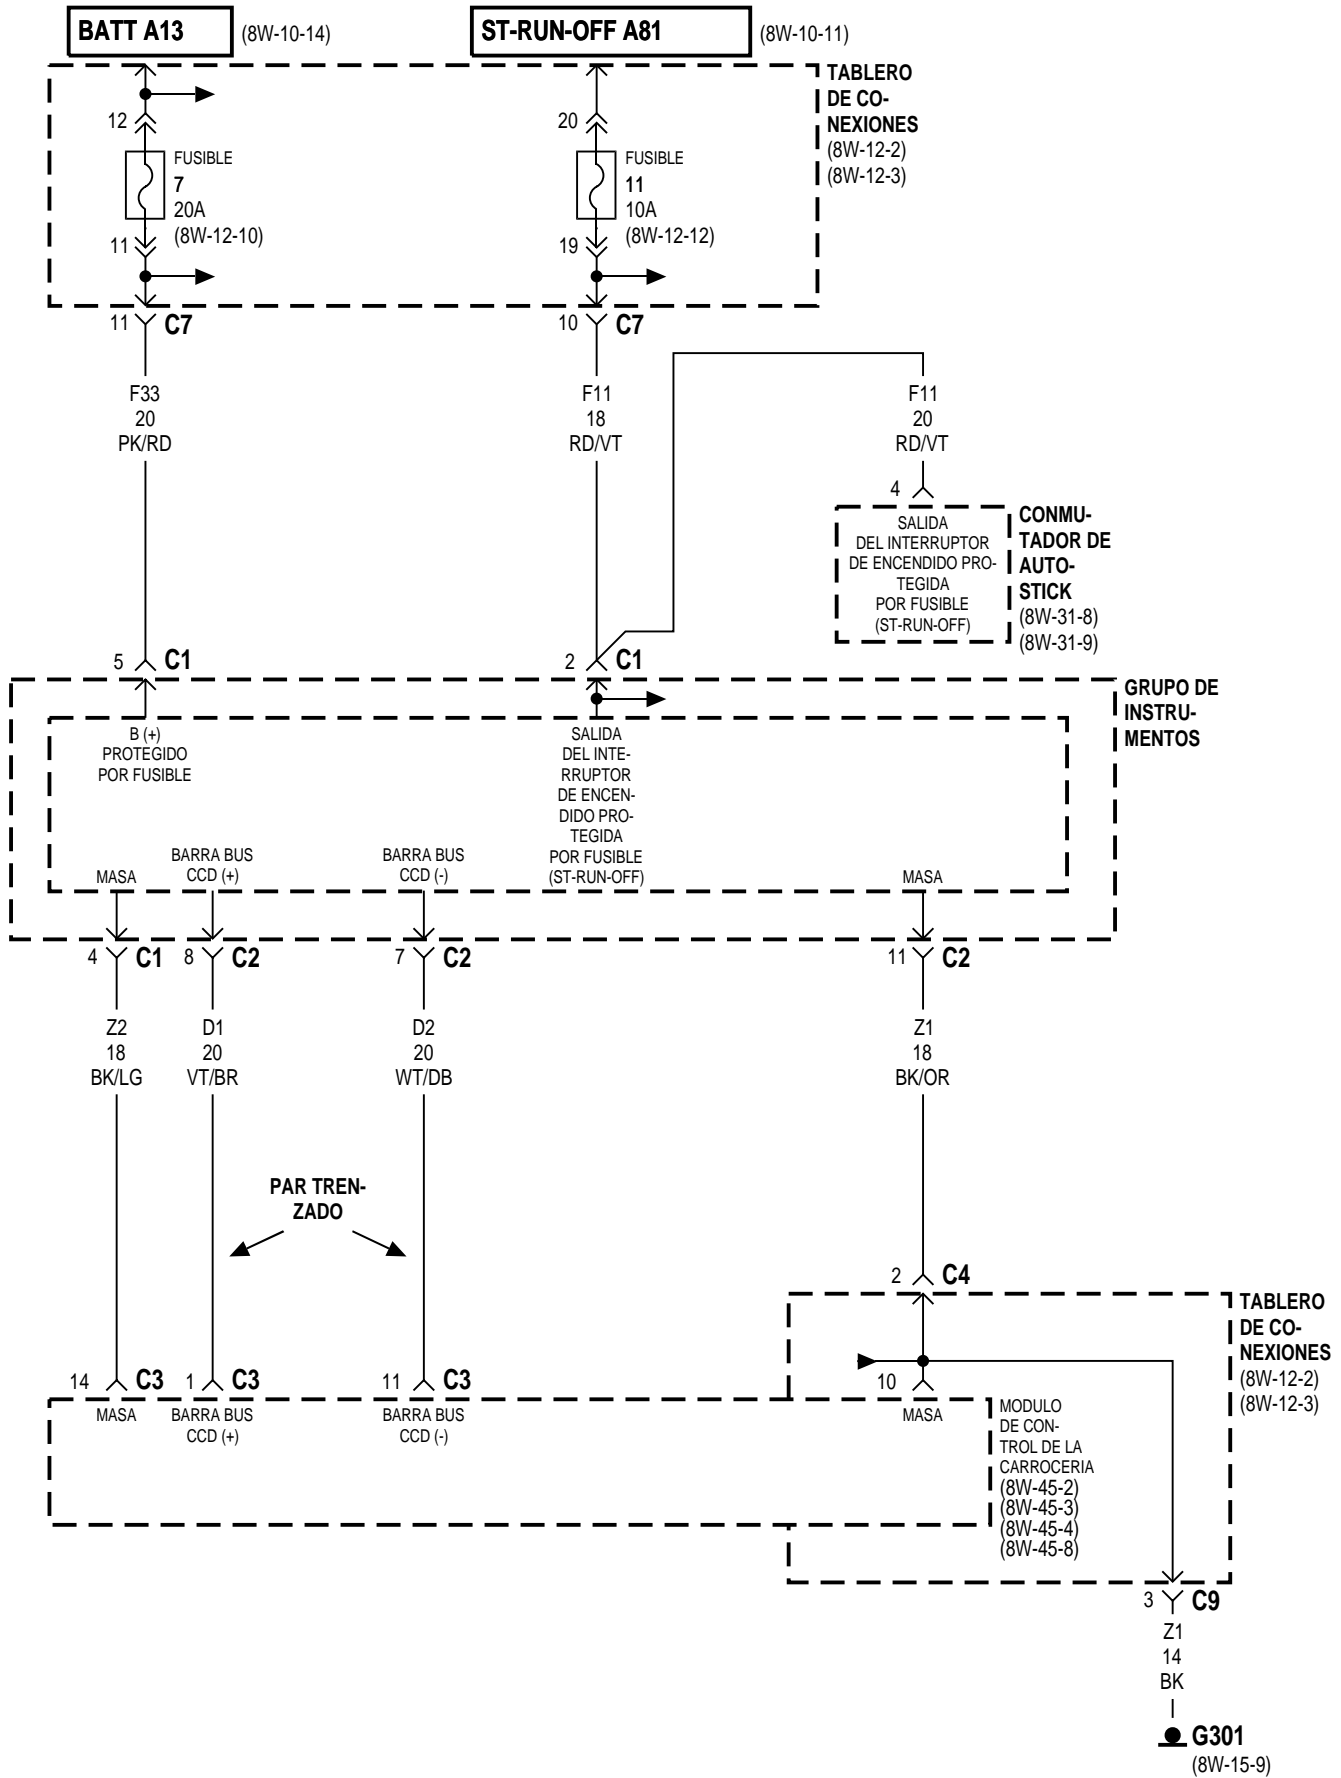 BATT A13 (8W-10-14)
ST-RUN-OFF A81 (8W-10-11)
TABLERO
DE CO-
NEXIONES
(8W-12-2)
(8W-12-3)
12
FUSIBLE
7
20A
(8W-12-10)
11
20
FUSIBLE
11
10A
(8W-12-12)
19
11 C7
10 C7
F33
20
PK/RD
F11
18
RD/VT
F11
20
RD/VT
4
SALIDA
DEL INTERRUPTOR
DE ENCENDIDO PRO-
TEGIDA
POR FUSIBLE
(ST-RUN-OFF)
CONMU-
TADOR DE
AUTO-
STICK
(8W-31-8)
(8W-31-9)
5 C1
2 C1
GRUPO DE
INSTRU-
MENTOS
B (+)
PROTEGIDO
POR FUSIBLE
SALIDA
DEL INTE-
RRUPTOR
DE ENCEN-
DIDO PRO-
TEGIDA
POR FUSIBLE
(ST-RUN-OFF)
MASA
BARRA BUS
CCD (+)
BARRA BUS
CCD (-)
MASA
4 C1
8 C2
7 C2
11 C2
Z2
18
BK/LG
D1
20
VT/BR
D2
20
WT/DB
Z1
18
BK/OR
PAR TREN-
ZADO
2 C4
TABLERO
DE CO-
NEXIONES
(8W-12-2)
(8W-12-3)
14 C3
1 C3
11 C3
10
MASA
BARRA BUS
CCD (+)
BARRA BUS
CCD (-)
MASA
MODULO
DE CON-
TROL DE LA
CARROCERIA
(8W-45-2)
(8W-45-3)
(8W-45-4)
(8W-45-8)
3 C9
Z1
14
BK
G301
(8W-15-9)